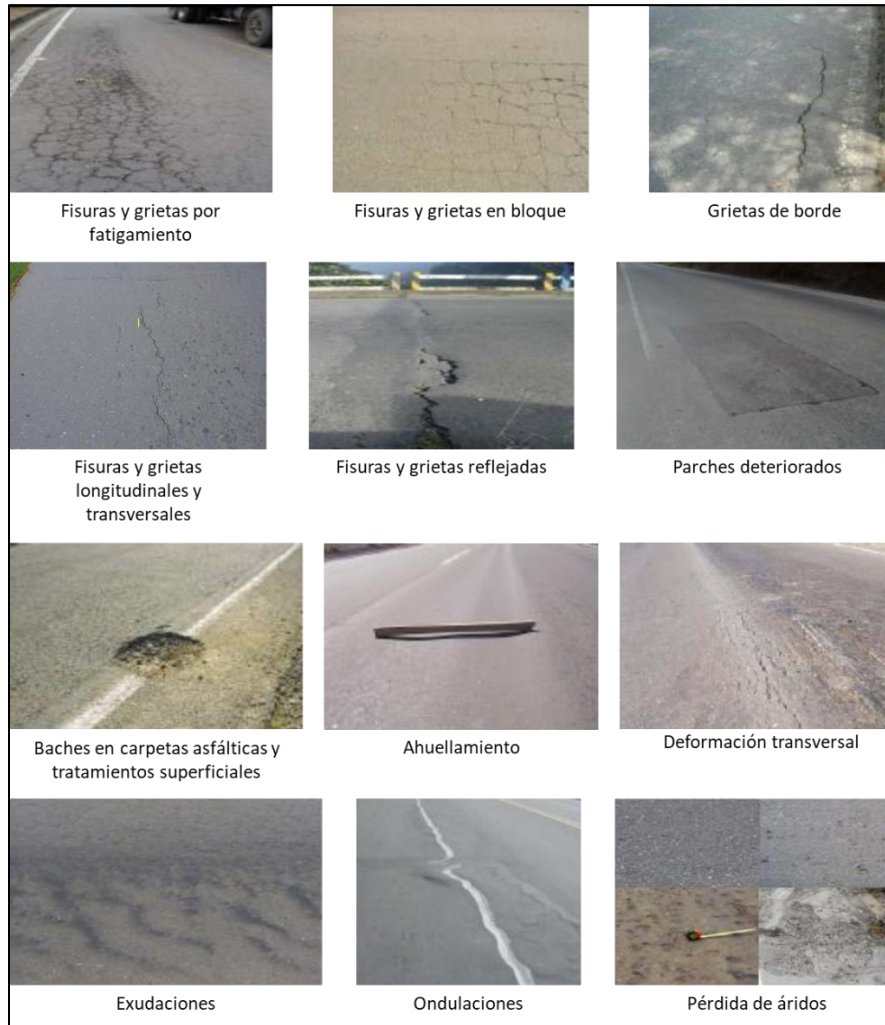 Fisuras y grietas por
fatigamiento
Fisuras y grietas en bloque
Grietas de borde
Fisuras y grietas
longitudinales y
transversales
Fisuras y grietas reflejadas
Parches deteriorados
Baches en carpetas asfálticas y
tratamientos superficiales
Ahuellamiento
Deformación transversal
Exudaciones
Ondulaciones
Pérdida de áridos